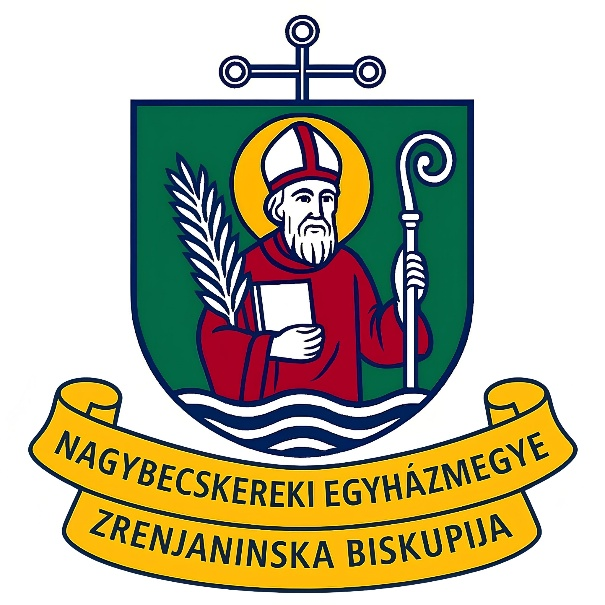 NAGYBECSKEREKI EGYHÁZMEGYE
ZRENJANINSKA BISKUPIJA